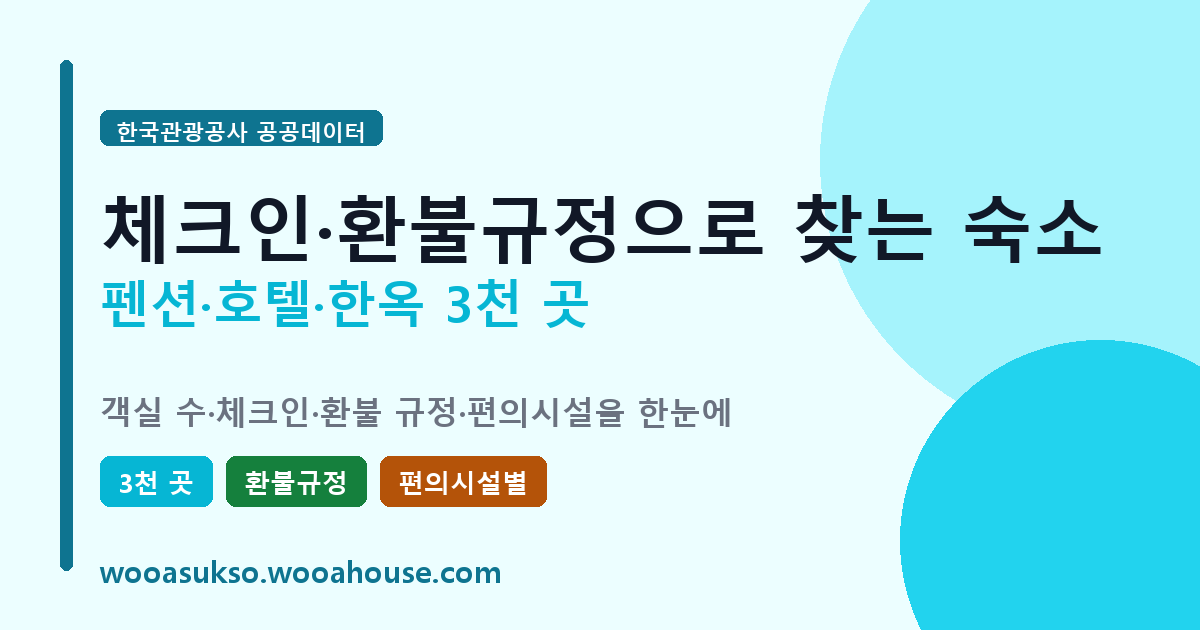 한국관광공사 공공데이터
체크인·환불규정으로 찾는 숙소
펜션·호텔·한옥 3천 곳
객실 수·체크인·환불 규정·편의시설을 한눈에
3천 곳 환불규정 편의시설별
wooasukso.wooahouse.com